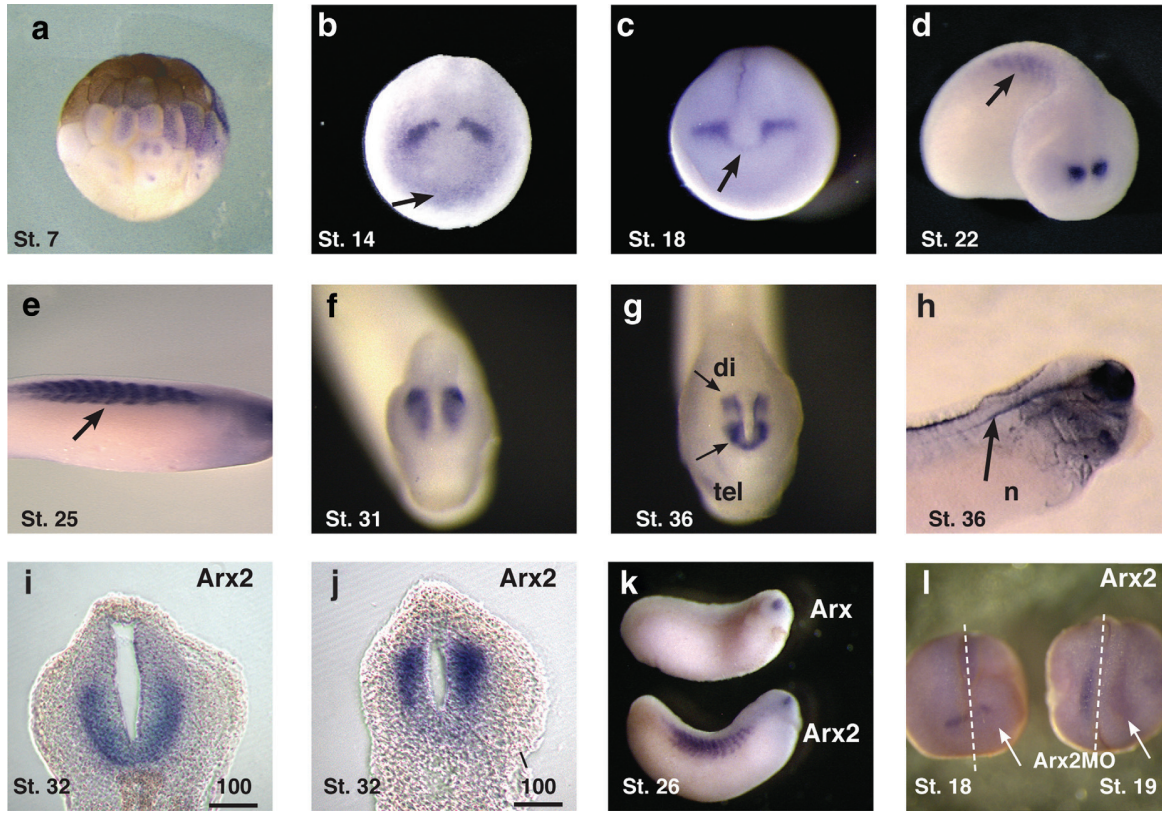 a
St. 7
b
St. 14
c
St. 18
d
St. 22
e
St. 25
f
St. 31
g
di
tel
St. 36
h
n
St. 36
i
Arx2
St. 32
100
j
Arx2
St. 32
100
k
Arx
Arx2
St. 26
l
Arx2
Arx2MO
St. 18
St. 19